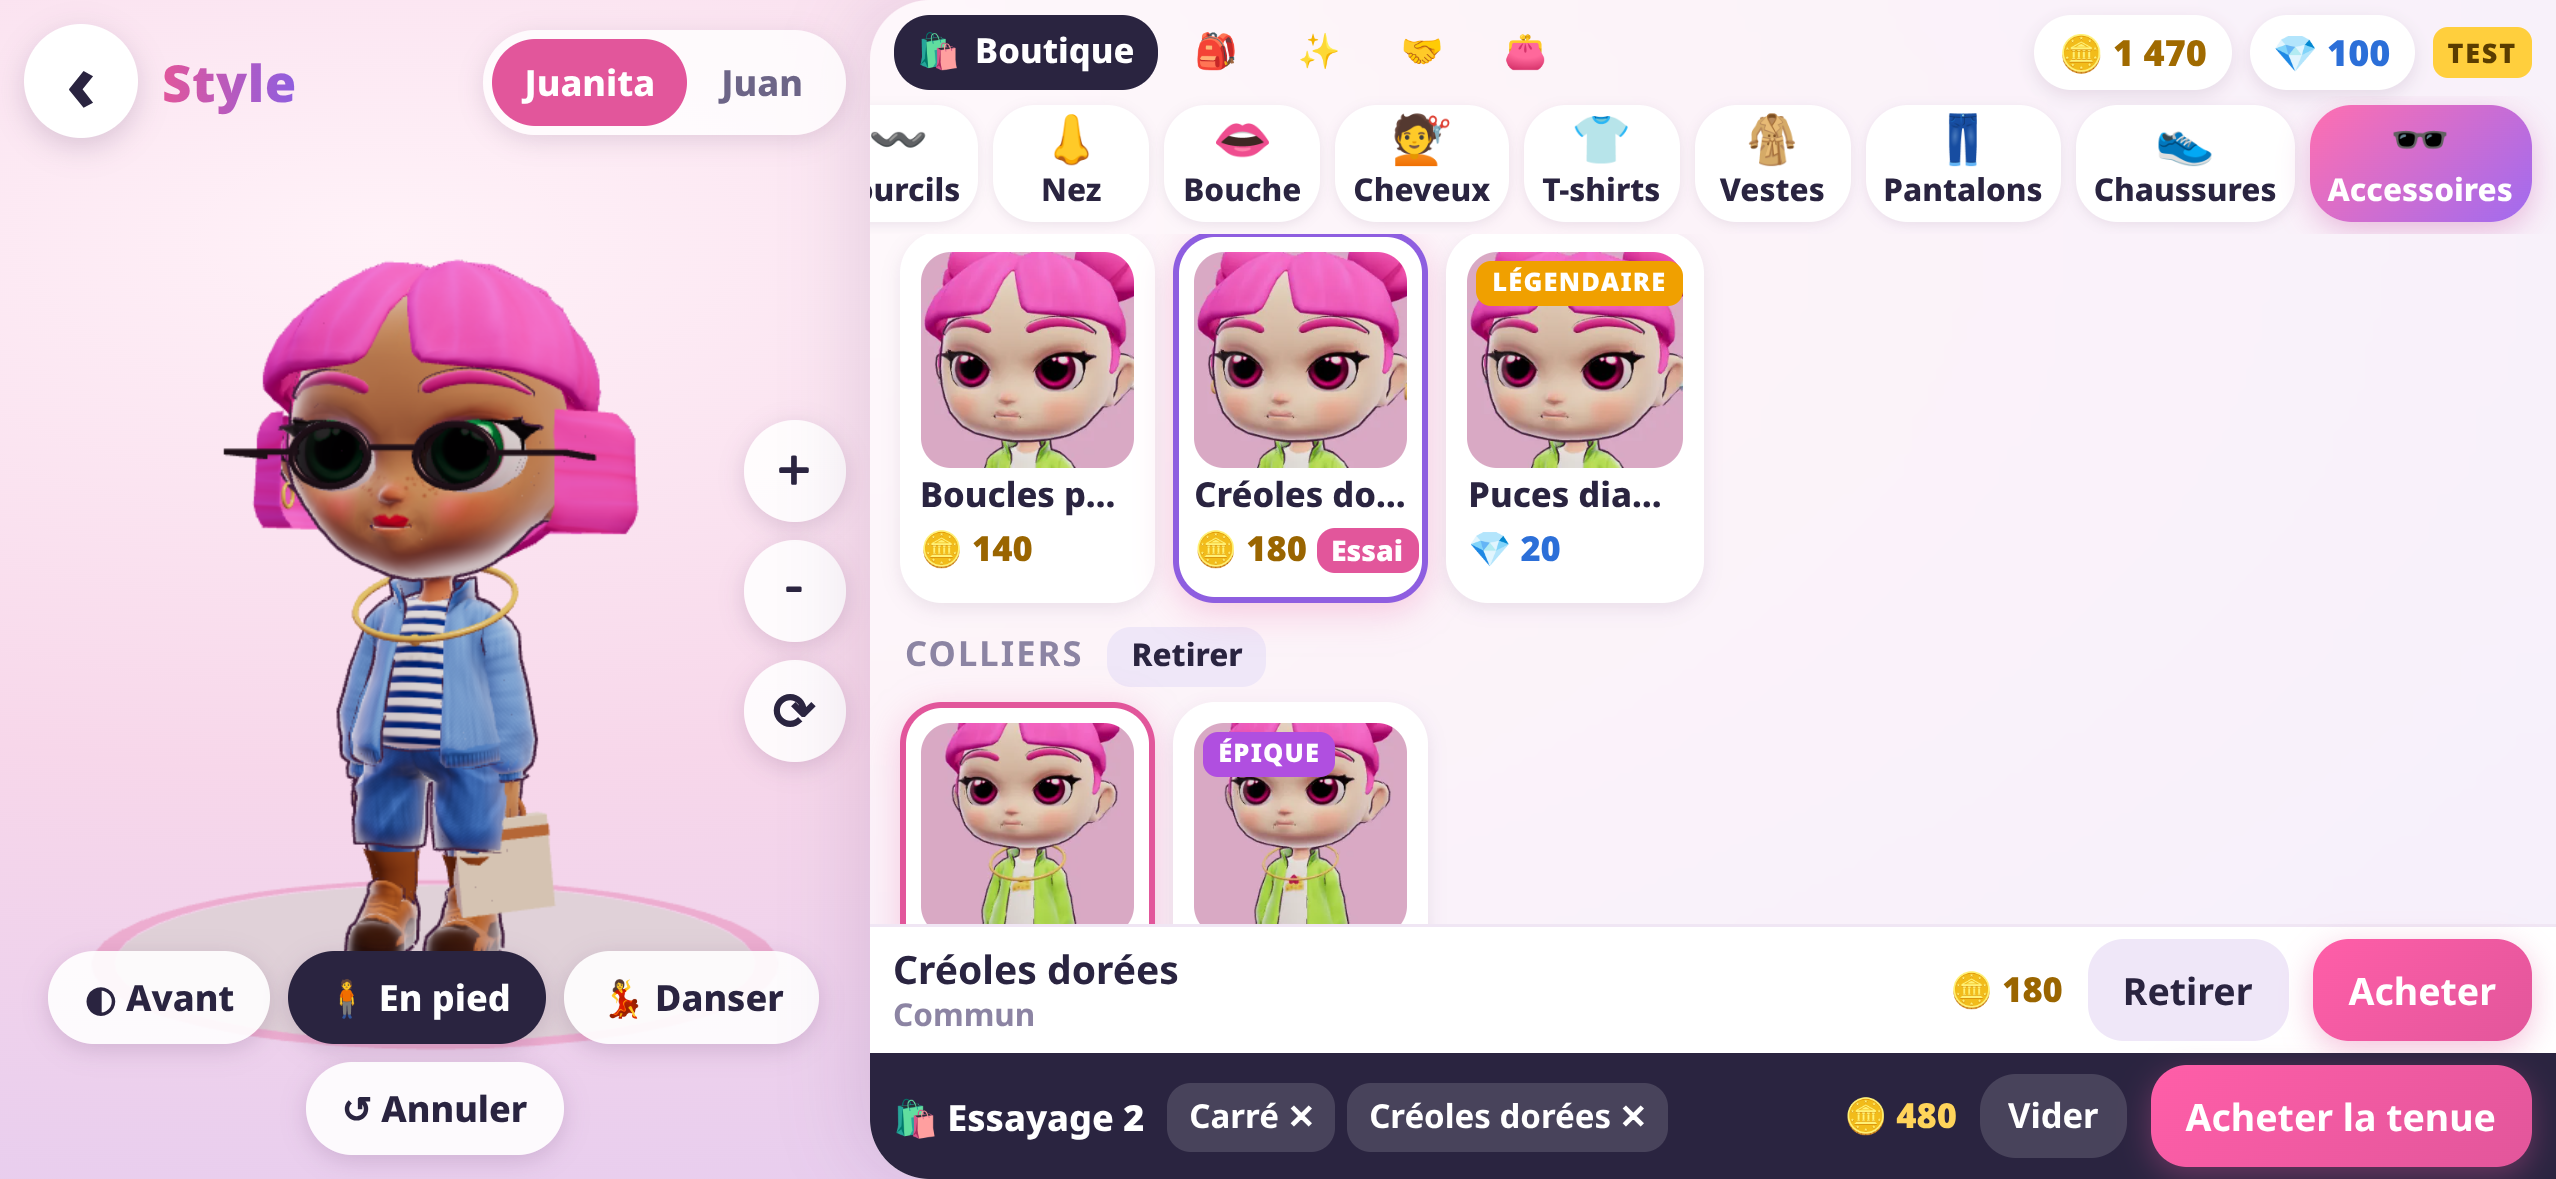 Style
Juanita
Juan
Avant
En pied
Danser
Annuler
Boutique
1 470
100
TEST
ourcils
Nez
Bouche
Cheveux
T-shirts
Vestes
Pantalons
Chaussures
Accessoires
Boucles p...
140
Créoles do...
180 Essai
LÉGENDAIRE
Puces dia...
20
COLLIERS
Retirer
ÉPIQUE
Créoles dorées
Commun
180
Retirer
Acheter
Essayage 2
Carré ✕
Créoles dorées ✕
480
Vider
Acheter la tenue